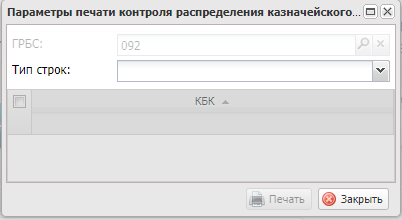 Параметры печати контроля распределения казначейского...
ГРБС: 092
Тип строк:
КБК
Печать Закрыть